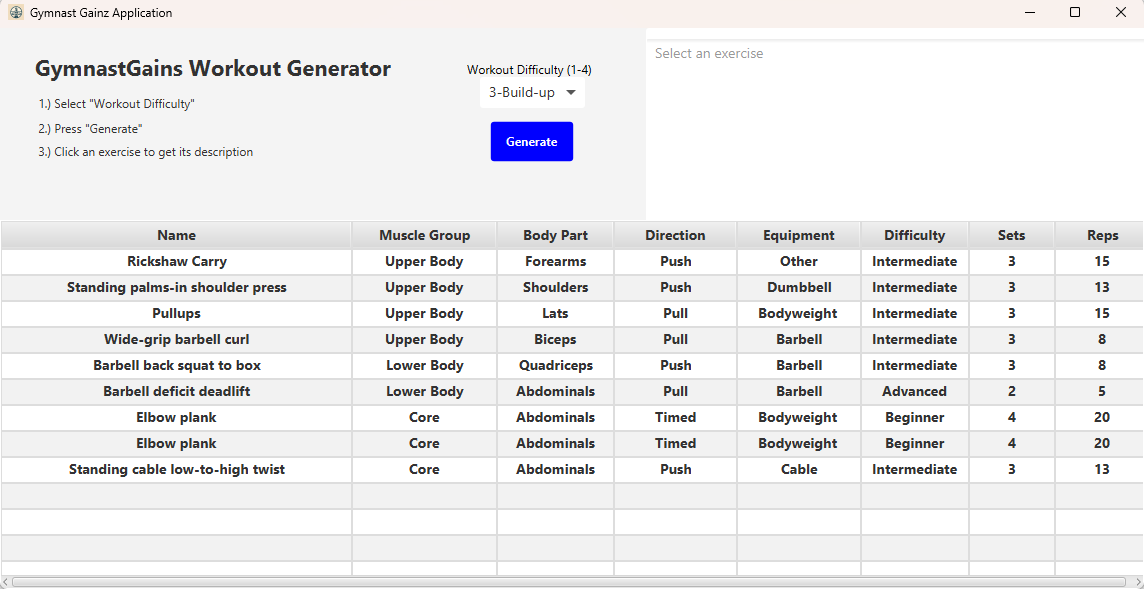 Gymnast Gainz Application
GymnastGains Workout Generator
1.) Select "Workout Difficulty"
2.) Press "Generate"
3.) Click an exercise to get its description
Workout Difficulty (1-4)
3-Build-up
Generate
Select an exercise
Name Muscle Group Body Part Direction Equipment Difficulty Sets Reps
Rickshaw Carry Upper Body Forearms Push Other Intermediate 3 15
Standing palms-in shoulder press Upper Body Shoulders Push Dumbbell Intermediate 3 13
Pullups Upper Body Lats Pull Bodyweight Intermediate 3 15
Wide-grip barbell curl Upper Body Biceps Pull Barbell Intermediate 3 8
Barbell back squat to box Lower Body Quadriceps Push Barbell Intermediate 3 8
Barbell deficit deadlift Lower Body Abdominals Pull Barbell Advanced 2 5
Elbow plank Core Abdominals Timed Bodyweight Beginner 4 20
Elbow plank Core Abdominals Timed Bodyweight Beginner 4 20
Standing cable low-to-high twist Core Abdominals Push Cable Intermediate 3 13